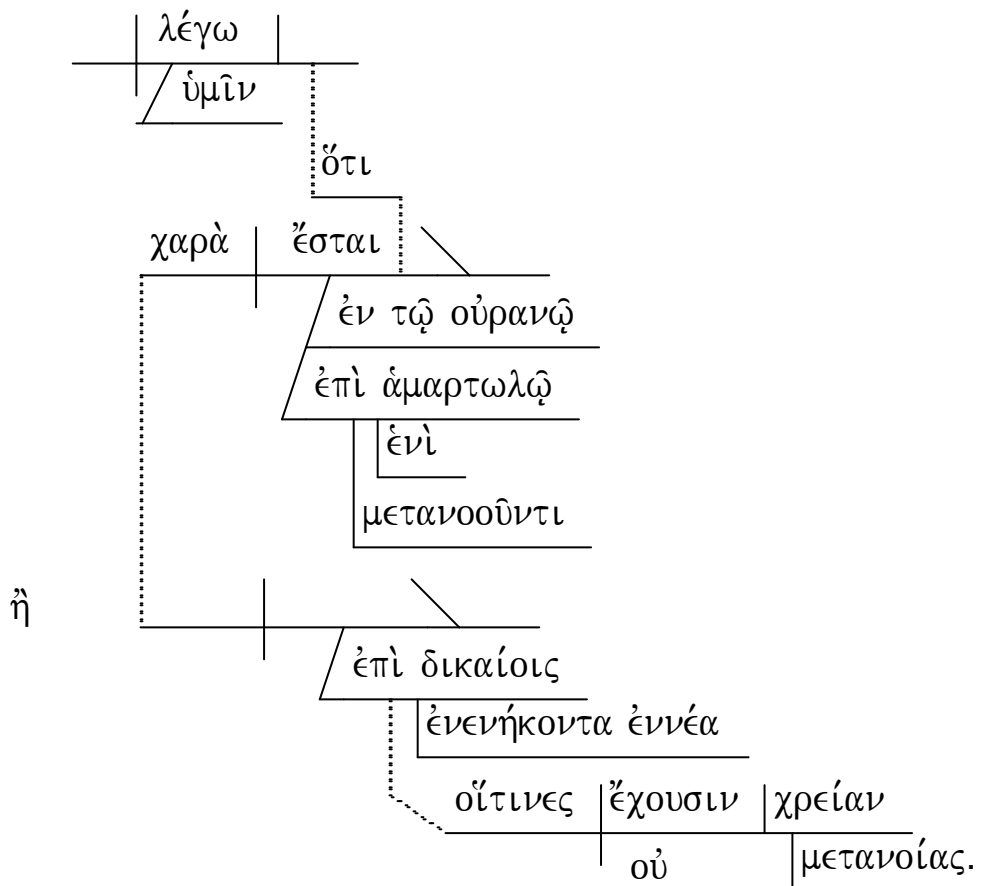 λέγω
ὑμῖν
ὅτι
χαρὰ ἔσται
ἐν τῷ οὐρανῷ
ἐπὶ ἁμαρτωλῷ
ἑνὶ
μετανοοῦντι
ἢ
ἐπὶ δικαίοις
ἐνενήκοντα ἐννέα
οἵτινες ἔχουσιν χρείαν
οὐ μετανοίας.